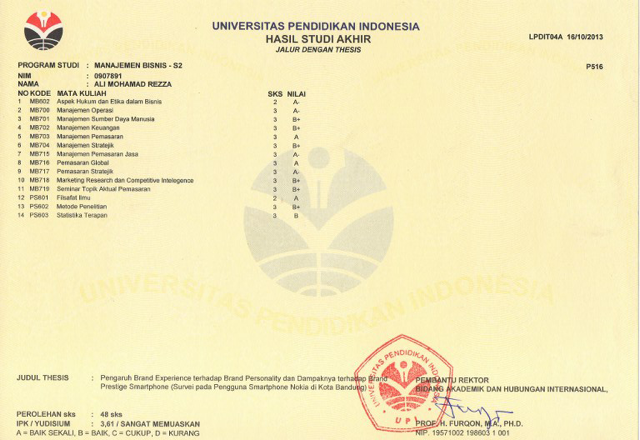 UNIVERSITAS PENDIDIKAN INDONESIA
HASIL STUDI AKHIR
JALUR DENGAN THESIS
LPDIT04A 16/10/2013
PROGRAM STUDI : MANAJEMEN BISNIS - S2
P516
NIM : 0907891
NAMA : ALI MOHAMAD REZZA
NO KODE MATA KULIAH SKS NILAI
1 MB602 Aspek Hukum dan Etika dalam Bisnis 2 A-
2 MB700 Manajemen Operasi 3 A-
3 MB701 Manajemen Sumber Daya Manusia 3 B+
4 MB702 Manajemen Keuangan 3 B+
5 MB703 Manajemen Pemasaran 3 A
6 MB704 Manajemen Stratejik 3 B+
7 MB715 Manajemen Pemasaran Jasa 3 A-
8 MB716 Pemasaran Global 3 A
9 MB717 Pemasaran Stratejik 3 A-
10 MB718 Marketing Research dan Competitive Intelegence 3 B+
11 MB719 Seminar Topik Aktual Pemasaran 3 B+
12 PS601 Filsafat Ilmu 2 A
13 PS602 Metode Penelitian 3 B+
14 PS603 Statistika Terapan 3 B
UNIVERSITAS PENDIDIKAN INDONESIA
JUDUL THESIS : Pengaruh Brand Experience terhadap Brand Personality dan Dampaknya terhadap Brand
Prestige Smartphone (Survei pada Pengguna Smartphone Nokia di Kota Bandung)
UNIVERSITAS PENDIDIKAN INDONESIA
UPI
PEMBANTU REKTOR
BIDANG AKADEMIK DAN HUBUNGAN INTERNASIONAL,
PEROLEHAN sks : 48 sks
IPK / YUDISIUM : 3,61 / SANGAT MEMUASKAN
A = BAIK SEKALI, B = BAIK, C = CUKUP, D = KURANG
PROF. H. FURQON, M.A., PH.D.
NIP. 19571002 198603 1 001